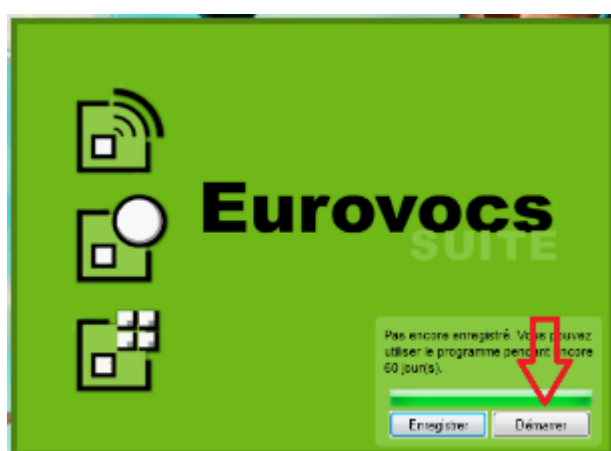 Eurovocs
SUITE
Pas encore enregistré. Vous pouvez
utiliser le programme pendant encore
60 jour(s).
Enregistrer Démarrer